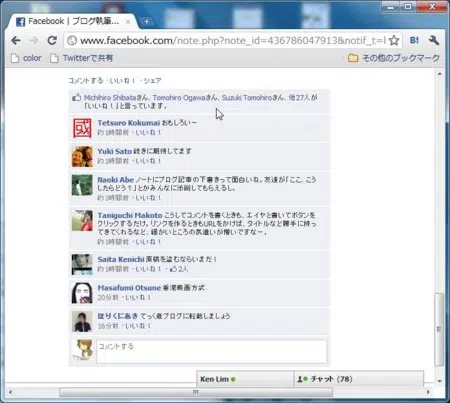 Facebook | ブログ執筆...
www.facebook.com/note.php?note_id=436786047913&notif_t=
color Twitterで共有 その他のブックマーク
コメントする・いいね！・シェア
Michihiro Shibataさん、Tomohiro Ogawaさん、Suzuki Tomohiroさん、他27人が
「いいね！」と言っています。
Tetsuro Kokumai おもしろい～
約1時間前・いいね！
Yuki Sato 続きに期待してます
約1時間前・いいね！
Naoki Abe ノートにブログ記事の下書きって面白いね。友達が「ここ、こう
したらどう？」とかみんなに添削してもらえるし。
約1時間前・いいね！
Taniguchi Makoto こうしてコメントを書くときも、エイヤと書いてボタンを
クリックするだけ。リンクを作るときもURLをかけば、タイトルなど勝手に持っ
てきてくれるなど、細かいところの気遣いが憎いですな～。
約1時間前・いいね！
Saita Kenichi 原稿を盗むならいまだ！
約1時間前・いいね！・2人
Masafumi Otsune 香港映画方式
20分前・いいね！
ほりくにあき てっく煮ブログに転載しましょう
16分前・いいね！
コメントする
Ken Lim チャット (78)